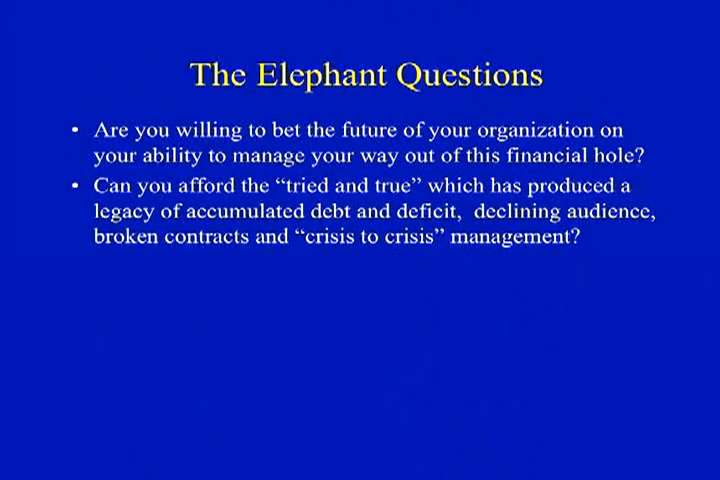 The Elephant Questions
• Are you willing to bet the future of your organization on
your ability to manage your way out of this financial hole?
• Can you afford the “tried and true” which has produced a
legacy of accumulated debt and deficit,  declining audience,
broken contracts and “crisis to crisis” management?